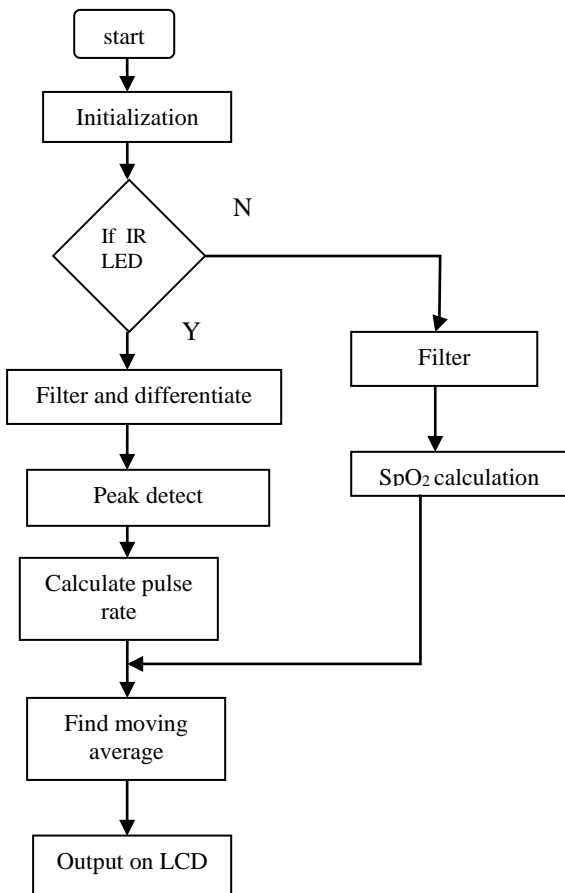 start
Initialization
N
If IR
LED
Y
Filter
Filter and differentiate
SpO₂ calculation
Peak detect
Calculate pulse
rate
Find moving
average
Output on LCD